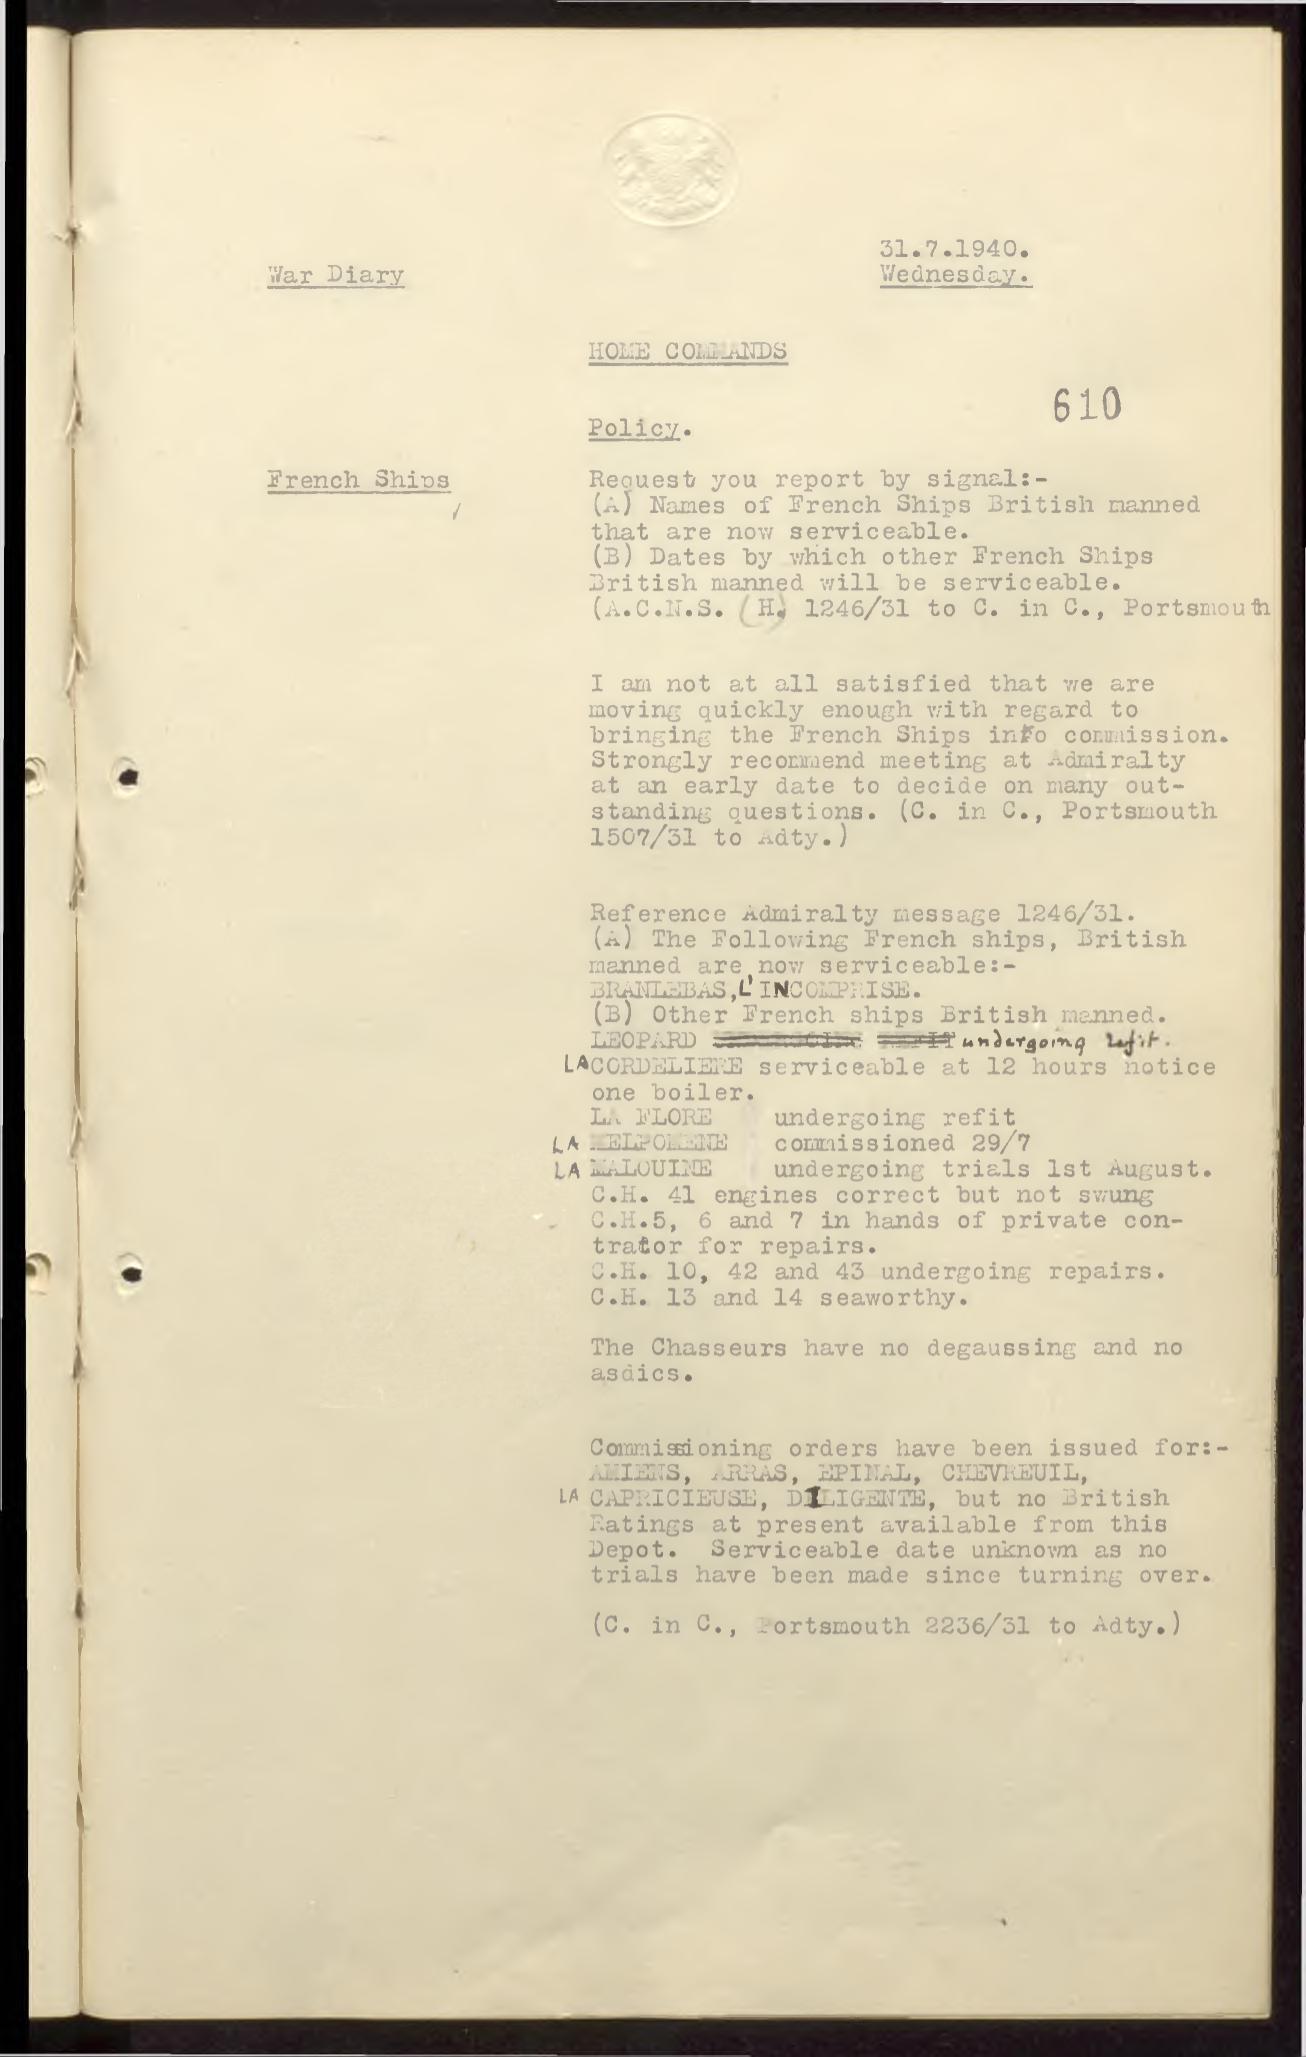 31.7.1940.
War Diary
Wednesday.
HOME COMMANDS
610
Policy.
French Ships
Request you report by signal:-
(A) Names of French Ships British manned
that are now serviceable.
(B) Dates by which other French Ships
British manned will be serviceable.
(A.C.N.S. (H) 1246/31 to C. in C., Portsmouth
I am not at all satisfied that we are
moving quickly enough with regard to
bringing the French Ships into commission.
Strongly recommend meeting at Admiralty
at an early date to decide on many out-
standing questions. (C. in C., Portsmouth
1507/31 to Adty.)
Reference Admiralty message 1246/31.
(A) The Following French ships, British
manned are now serviceable:-
BRANLEBAS, L'INCOMPRISE.
(B) Other French ships British manned.
LEOPARD undergoing refit.
LA CORDELIERE serviceable at 12 hours notice
one boiler.
LA FLORE undergoing refit
LA MELPOMENE commissioned 29/7
LA MALOUINE undergoing trials 1st August.
C.H. 41 engines correct but not swung
C.H.5, 6 and 7 in hands of private con-
trator for repairs.
C.H. 10, 42 and 43 undergoing repairs.
C.H. 13 and 14 seaworthy.
The Chasseurs have no degaussing and no
asdics.
Commissioning orders have been issued for:-
AMIENS, ARRAS, EPINAL, CHEVREUIL,
LA CAPRICIEUSE, DILIGENTE, but no British
Ratings at present available from this
Depot. Serviceable date unknown as no
trials have been made since turning over.
(C. in C., Portsmouth 2236/31 to Adty.)